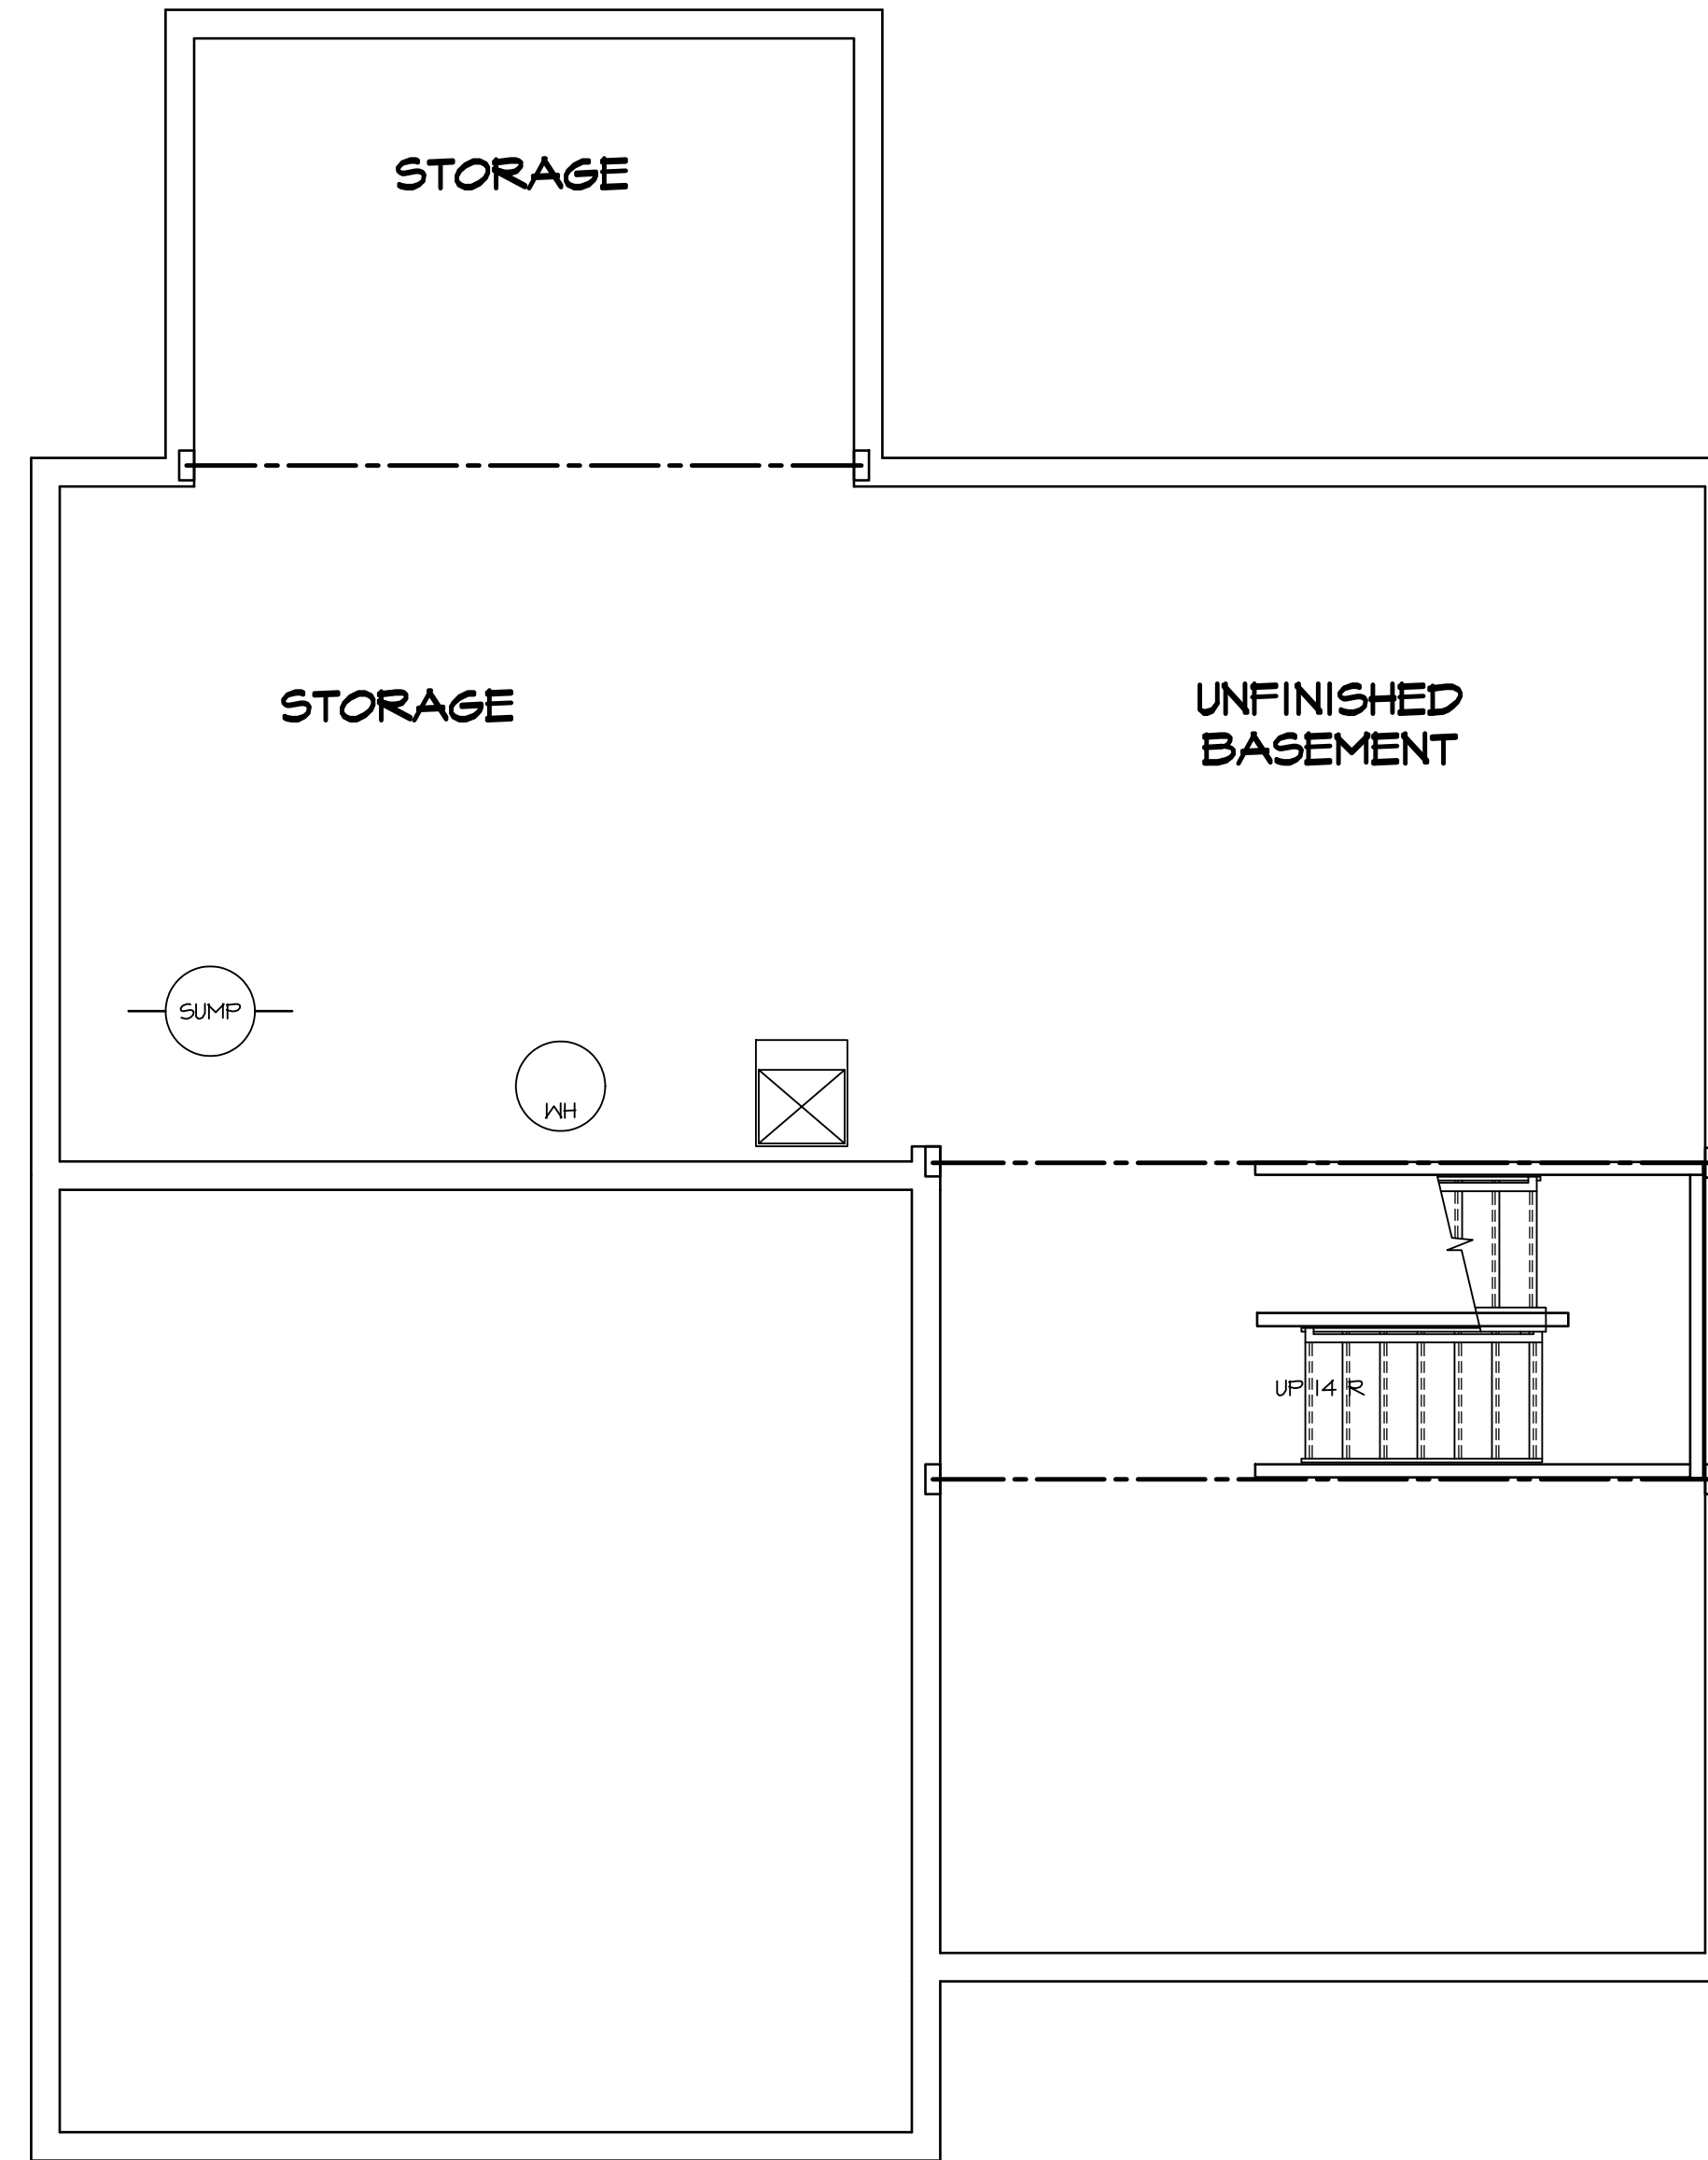 STORAGE
STORAGE
UNFINISHED
BASEMENT
SUMP
WH
UP 14 R